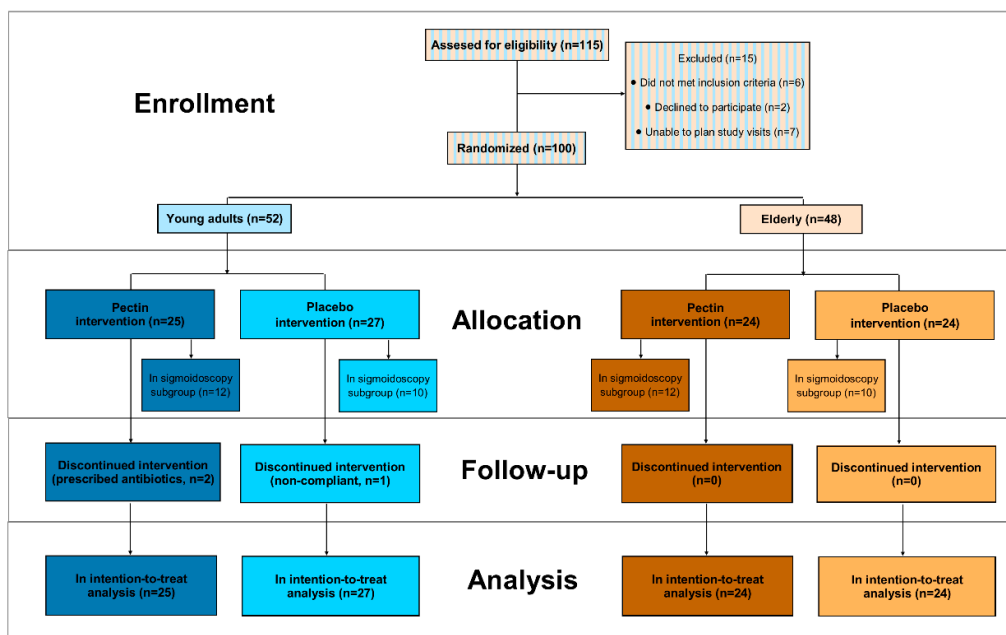 Assesed for eligibility (n=115)
Excluded (n=15)
● Did not met inclusion criteria (n=6)
● Declined to participate (n=2)
● Unable to plan study visits (n=7)
Enrollment
Randomized (n=100)
Young adults (n=52)
Elderly (n=48)
Pectin
intervention (n=25)
Placebo
intervention (n=27)
Allocation
Pectin
intervention (n=24)
Placebo
intervention (n=24)
In sigmoidoscopy
subgroup (n=12)
In sigmoidoscopy
subgroup (n=10)
In sigmoidoscopy
subgroup (n=12)
In sigmoidoscopy
subgroup (n=10)
Discontinued intervention
(prescribed antibiotics, n=2)
Discontinued intervention
(non-compliant, n=1)
Follow-up
Discontinued intervention
(n=0)
Discontinued intervention
(n=0)
In intention-to-treat
analysis (n=25)
In intention-to-treat
analysis (n=27)
Analysis
In intention-to-treat
analysis (n=24)
In intention-to-treat
analysis (n=24)